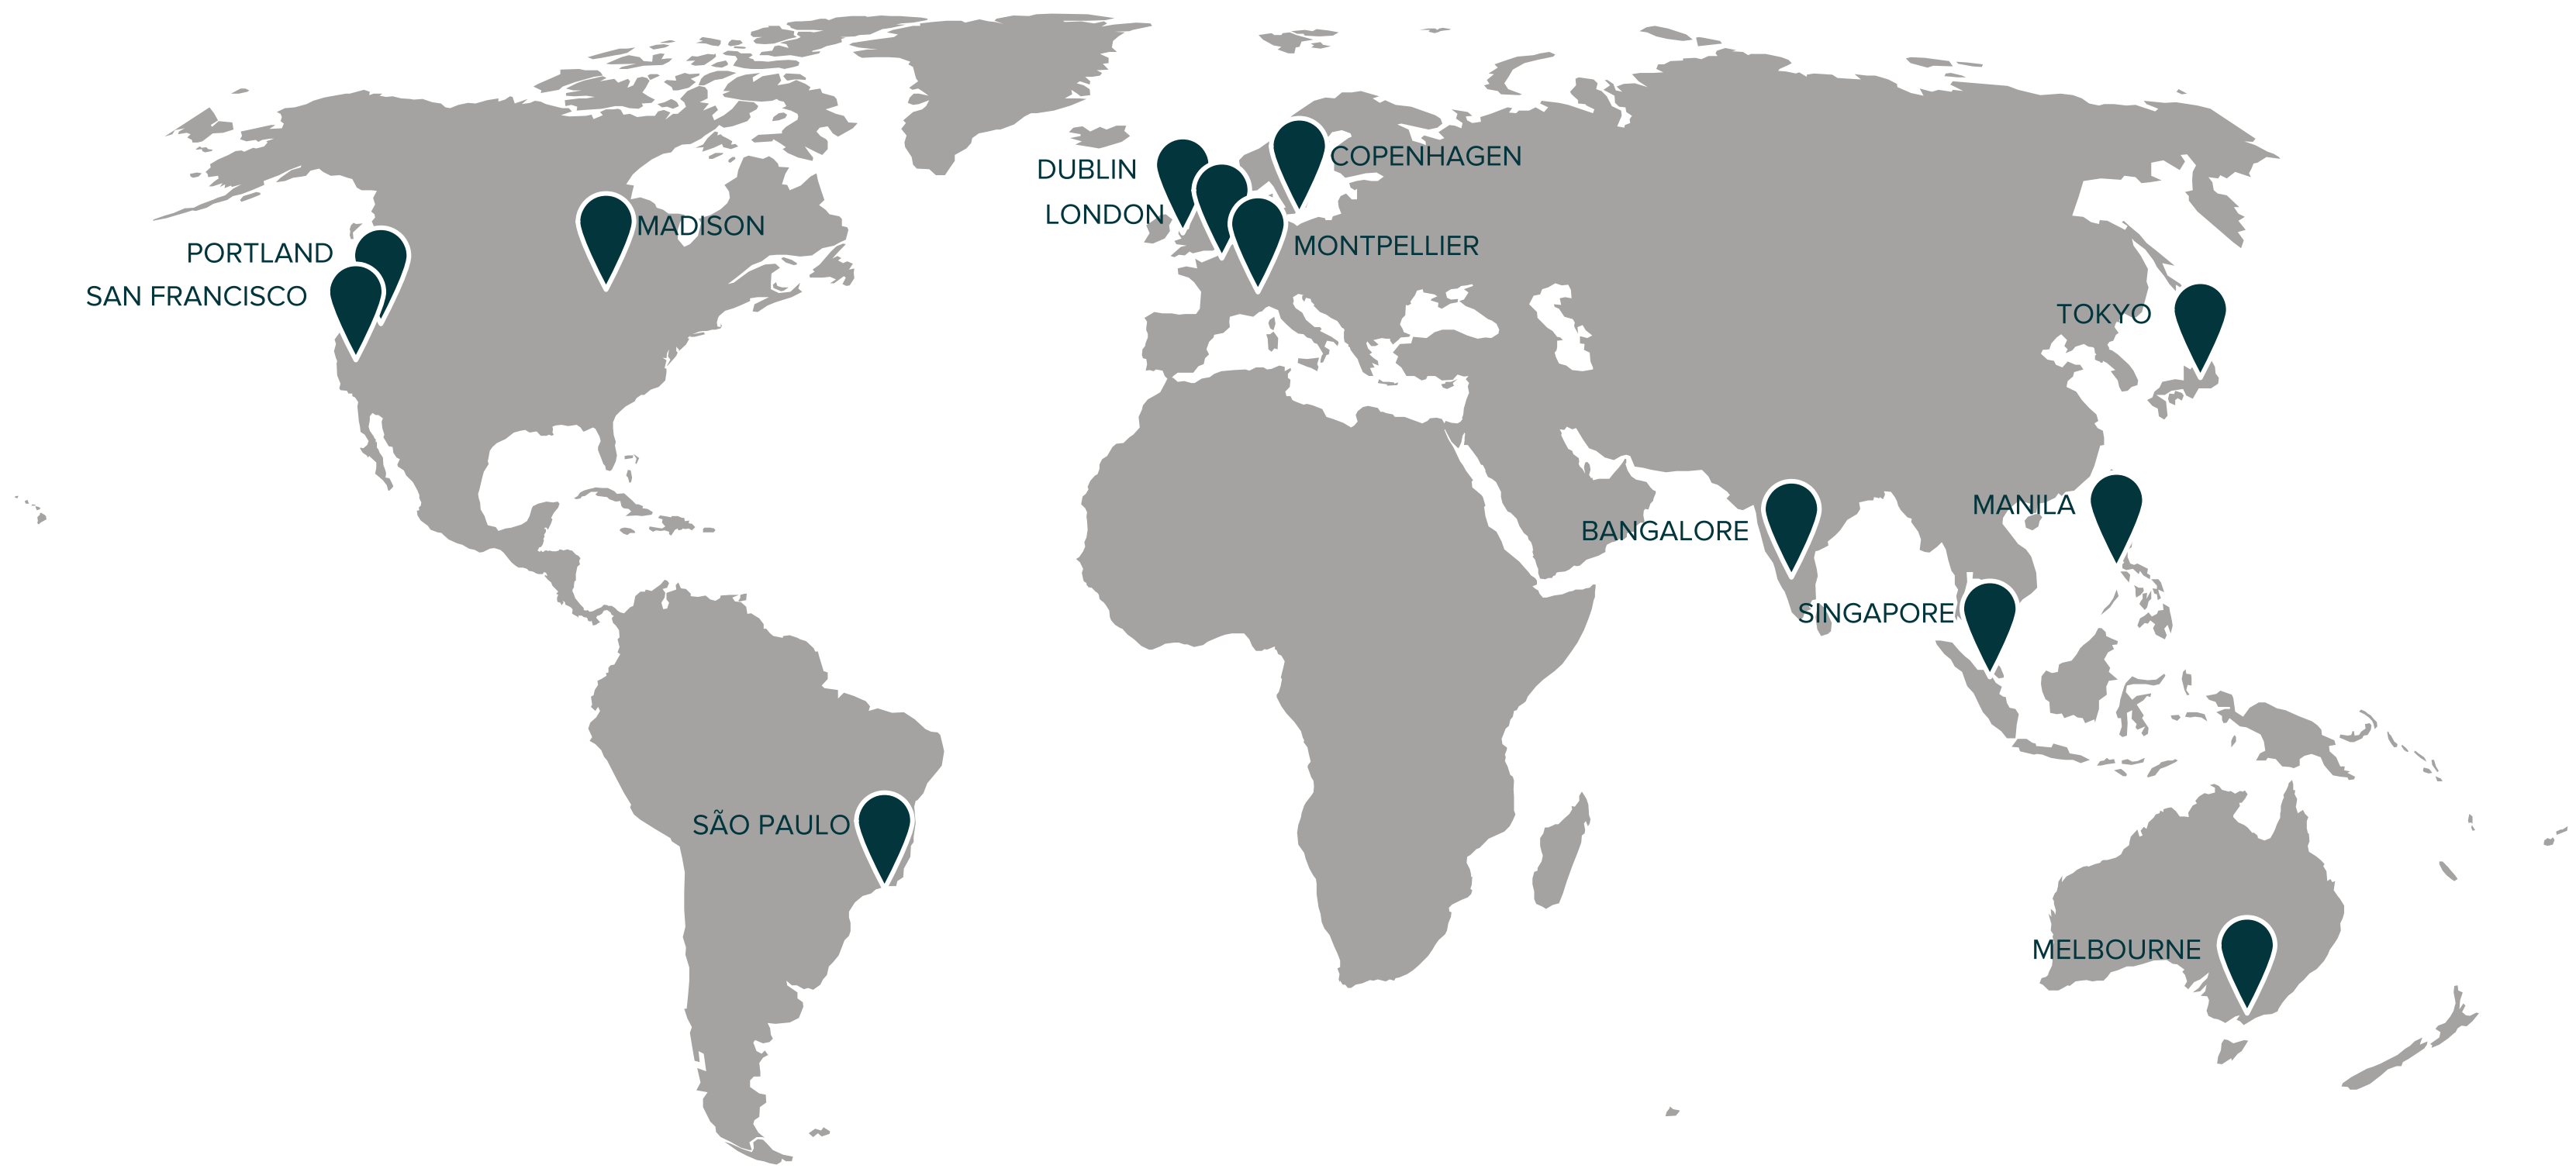 DUBLIN
COPENHAGEN
LONDON
MADISON
MONTPELLIER
PORTLAND
SAN FRANCISCO
TOKYO
MANILA
BANGALORE
SINGAPORE
SÃO PAULO
MELBOURNE